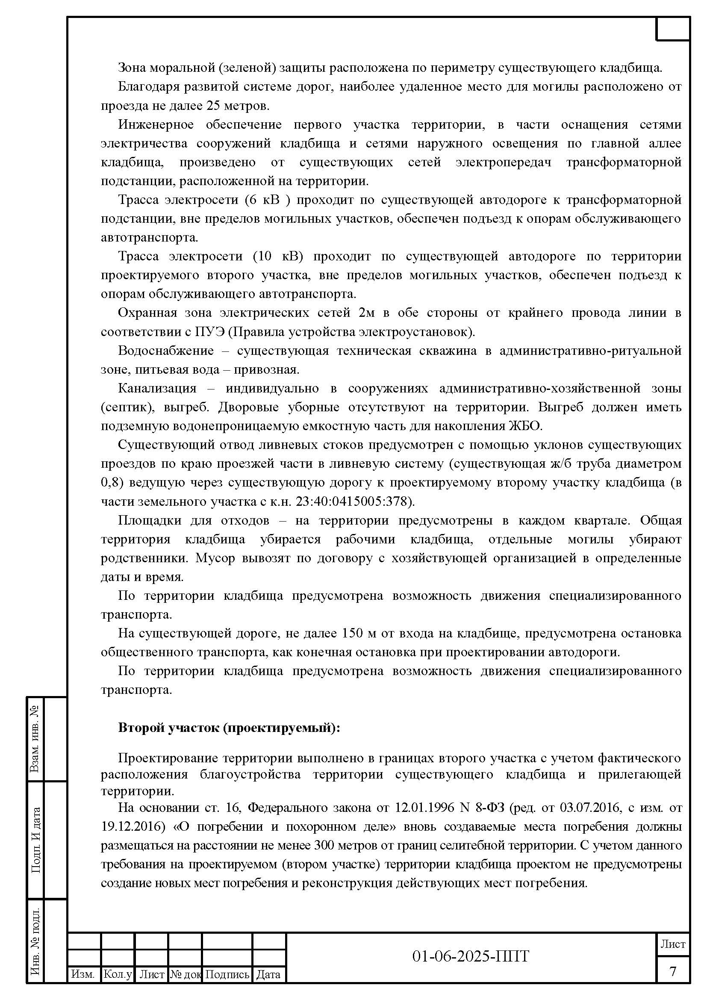 Зона моральной (зеленой) защиты расположена по периметру существующего кладбища.
Благодаря развитой системе дорог, наиболее удаленное место для могилы расположено от
проезда не далее 25 метров.
Инженерное обеспечение первого участка территории, в части оснащения сетями
электричества сооружений кладбища и сетями наружного освещения по главной аллее
кладбища, произведено от существующих сетей электропередач трансформаторной
подстанции, расположенной на территории.
Трасса электросети (6 кВ ) проходит по существующей автодороге к трансформаторной
подстанции, вне пределов могильных участков, обеспечен подъезд к опорам обслуживающего
автотранспорта.
Трасса электросети (10 кВ) проходит по существующей автодороге по территории
проектируемого второго участка, вне пределов могильных участков, обеспечен подъезд к
опорам обслуживающего автотранспорта.
Охранная зона электрических сетей 2м в обе стороны от крайнего провода линии в
соответствии с ПУЭ (Правила устройства электроустановок).
Водоснабжение – существующая техническая скважина в административно-ритуальной
зоне, питьевая вода – привозная.
Канализация – индивидуально в сооружениях административно-хозяйственной зоны
(септик), выгреб. Дворовые уборные отсутствуют на территории. Выгреб должен иметь
подземную водонепроницаемую емкостную часть для накопления ЖБО.
Существующий отвод ливневых стоков предусмотрен с помощью уклонов существующих
проездов по краю проезжей части в ливневую систему (существующая ж/б труба диаметром
0,8) ведущую через существующую дорогу к проектируемому второму участку кладбища (в
части земельного участка с к.н. 23:40:0415005:378).
Площадки для отходов – на территории предусмотрены в каждом квартале. Общая
территория кладбища убирается рабочими кладбища, отдельные могилы убирают
родственники. Мусор вывозят по договору с хозяйствующей организацией в определенные
даты и время.
По территории кладбища предусмотрена возможность движения специализированного
транспорта.
На существующей дороге, не далее 150 м от входа на кладбище, предусмотрена остановка
общественного транспорта, как конечная остановка при проектировании автодороги.
По территории кладбища предусмотрена возможность движения специализированного
транспорта.
Второй участок (проектируемый):
Проектирование территории выполнено в границах второго участка с учетом фактического
расположения благоустройства территории существующего кладбища и прилегающей
территории.
На основании ст. 16, Федерального закона от 12.01.1996 N 8-ФЗ (ред. от 03.07.2016, с изм. от
19.12.2016) «О погребении и похоронном деле» вновь создаваемые места погребения должны
размещаться на расстоянии не менее 300 метров от границ селитебной территории. С учетом данного
требования на проектируемом (втором участке) территории кладбища проектом не предусмотрены
создание новых мест погребения и реконструкция действующих мест погребения.
Взам. инв. №
Подп. И дата
Инв. № подл.
Изм. Кол.у Лист № док Подпись Дата
01-06-2025-ППТ
Лист
7